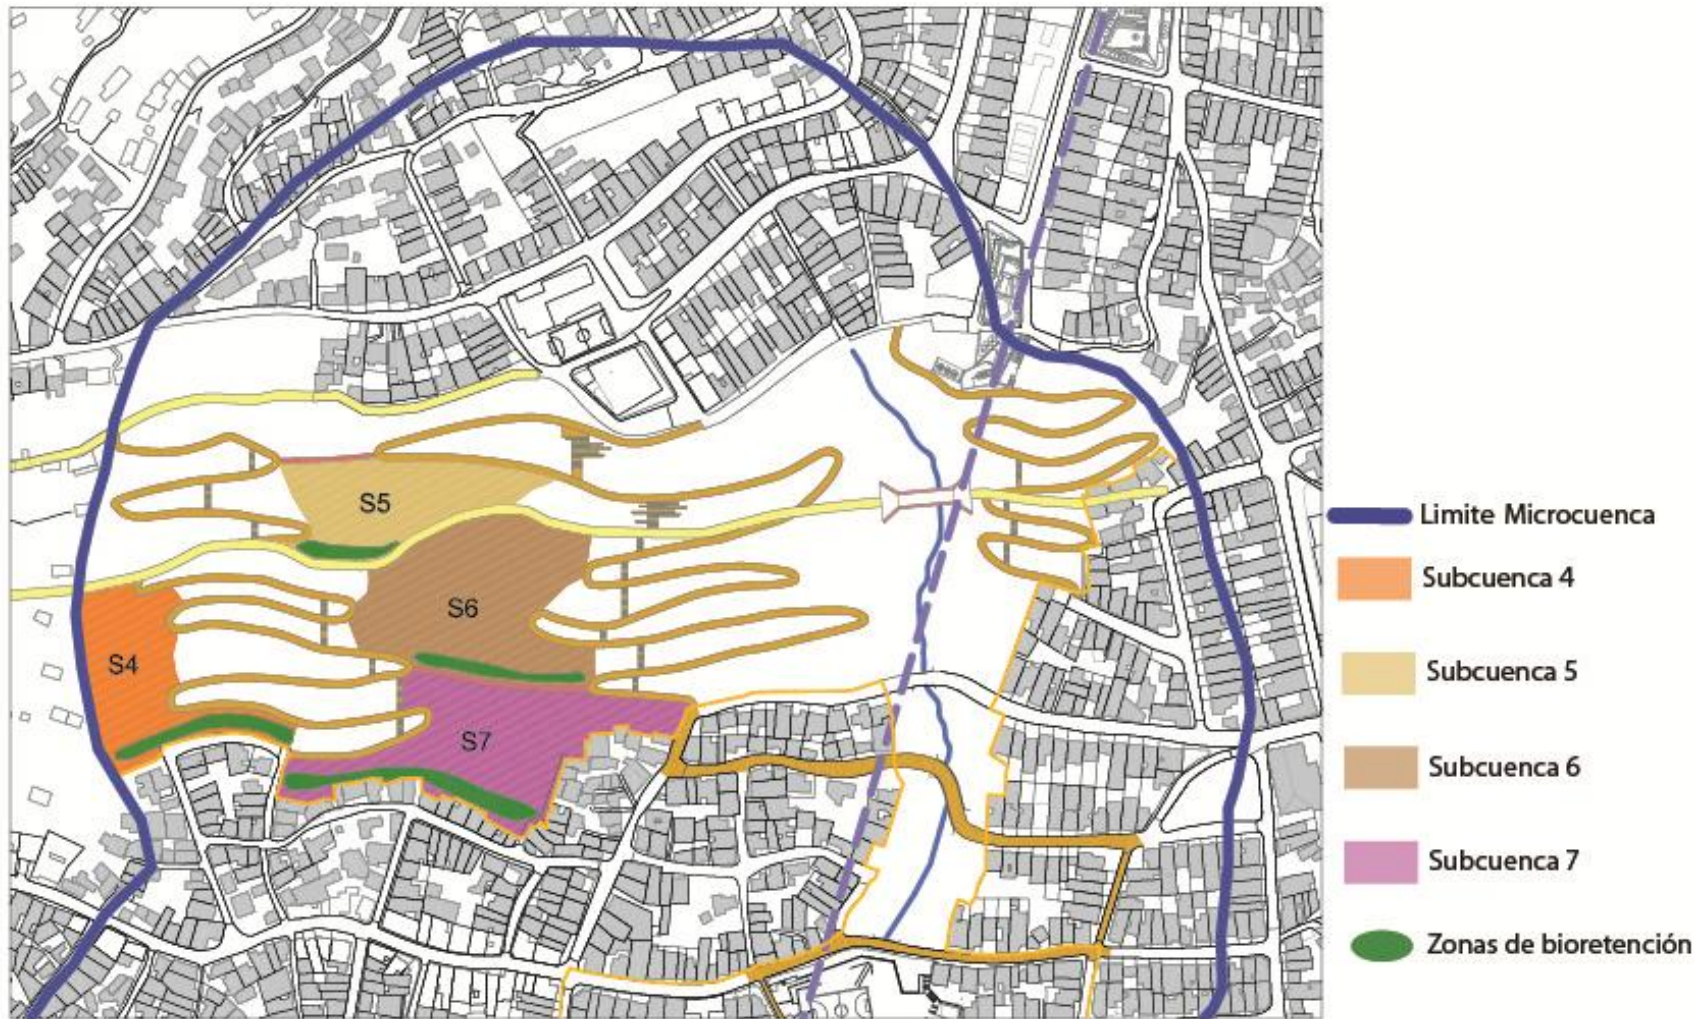 S5
S6
S4
S7
Limite Microcuenca
Subcuenca 4
Subcuenca 5
Subcuenca 6
Subcuenca 7
Zonas de bioretención